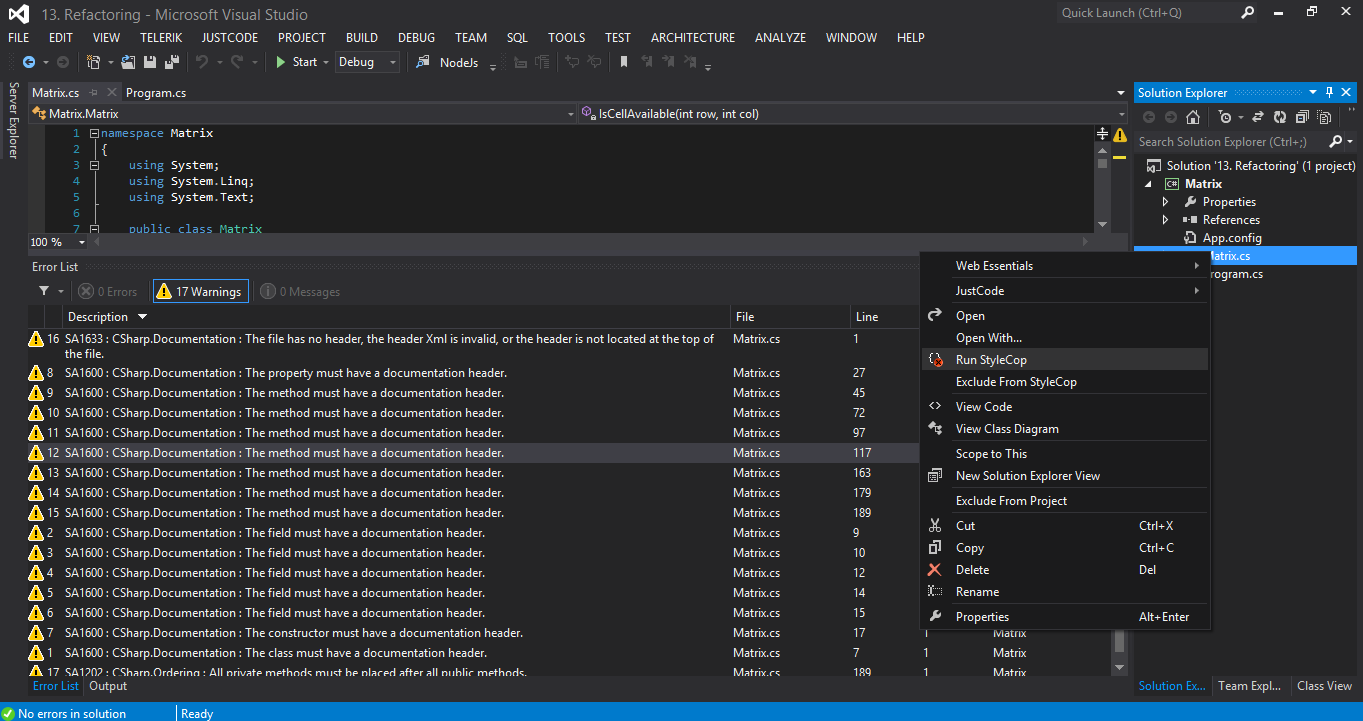 13. Refactoring - Microsoft Visual Studio
Quick Launch (Ctrl+Q)
FILE EDIT VIEW TELERIK JUSTCODE PROJECT BUILD DEBUG TEAM SQL TOOLS TEST ARCHITECTURE ANALYZE WINDOW HELP
Start Debug NodeJs
Server Explorer
Matrix.cs Program.cs
Matrix.Matrix IsCellAvailable(int row, int col)
1 namespace Matrix
2 {
3 using System;
4 using System.Linq;
5 using System.Text;
6
7 public class Matrix
100 %
Error List
0 Errors 17 Warnings 0 Messages
Description File Line
16 SA1633 : CSharp.Documentation : The file has no header, the header Xml is invalid, or the header is not located at the top of Matrix.cs 1
the file.
8 SA1600 : CSharp.Documentation : The property must have a documentation header. Matrix.cs 27
9 SA1600 : CSharp.Documentation : The method must have a documentation header. Matrix.cs 45
10 SA1600 : CSharp.Documentation : The method must have a documentation header. Matrix.cs 72
11 SA1600 : CSharp.Documentation : The method must have a documentation header. Matrix.cs 97
12 SA1600 : CSharp.Documentation : The method must have a documentation header. Matrix.cs 117
13 SA1600 : CSharp.Documentation : The method must have a documentation header. Matrix.cs 163
14 SA1600 : CSharp.Documentation : The method must have a documentation header. Matrix.cs 179
15 SA1600 : CSharp.Documentation : The method must have a documentation header. Matrix.cs 189
2 SA1600 : CSharp.Documentation : The field must have a documentation header. Matrix.cs 9
3 SA1600 : CSharp.Documentation : The field must have a documentation header. Matrix.cs 10
4 SA1600 : CSharp.Documentation : The field must have a documentation header. Matrix.cs 12
5 SA1600 : CSharp.Documentation : The field must have a documentation header. Matrix.cs 14
6 SA1600 : CSharp.Documentation : The field must have a documentation header. Matrix.cs 15
7 SA1600 : CSharp.Documentation : The constructor must have a documentation header. Matrix.cs 17 1 Matrix
1 SA1600 : CSharp.Documentation : The class must have a documentation header. Matrix.cs 7 1 Matrix
17 SA1202 : CSharp.Ordering : All private methods must be placed after all public methods. Matrix.cs 189 1 Matrix
Error List Output
Web Essentials
JustCode
Open
Open With...
Run StyleCop
Exclude From StyleCop
View Code
View Class Diagram
Scope to This
New Solution Explorer View
Exclude From Project
Cut Ctrl+X
Copy Ctrl+C
Delete Del
Rename
Properties Alt+Enter
Solution Explorer
Search Solution Explorer (Ctrl+;)
Solution '13. Refactoring' (1 project)
C# Matrix
Properties
References
App.config
Matrix.cs
rogram.cs
Solution Ex... Team Expl... Class View
No errors in solution Ready